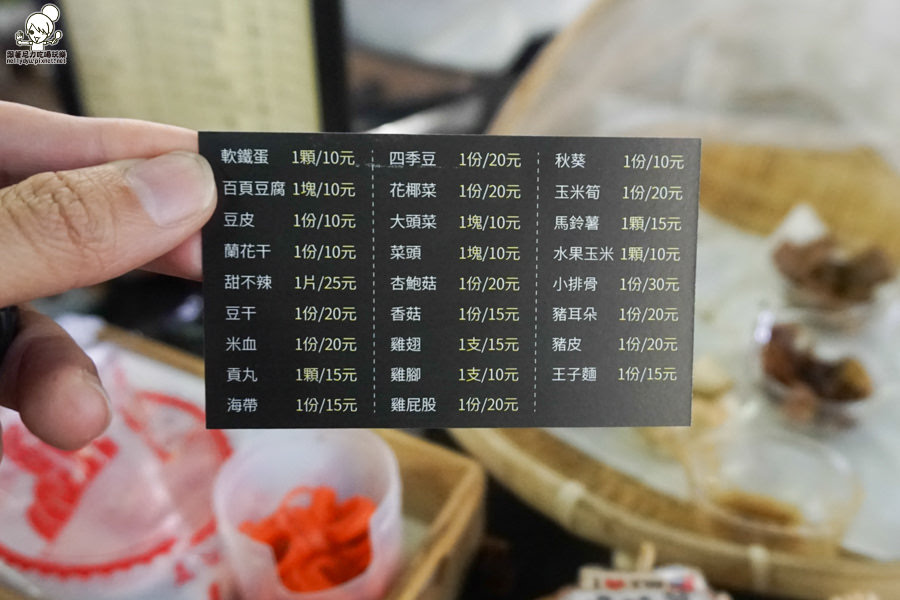 跟著尼力吃喝玩樂
軟鐵蛋 1顆/10元
百頁豆腐 1塊/10元
豆皮 1份/10元
蘭花干 1份/10元
甜不辣 1片/25元
豆干 1份/20元
米血 1份/20元
貢丸 1顆/15元
海帶 1份/15元
四季豆 1份/20元
花椰菜 1份/20元
大頭菜 1塊/10元
菜頭 1塊/10元
杏鮑菇 1份/20元
香菇 1份/15元
雞翅 1支/15元
雞腳 1支/10元
雞屁股 1份/20元
秋葵 1份/10元
玉米筍 1份/20元
馬鈴薯 1顆/15元
水果玉米 1顆/10元
小排骨 1份/30元
豬耳朵 1份/20元
豬皮 1份/20元
王子麵 1份/15元